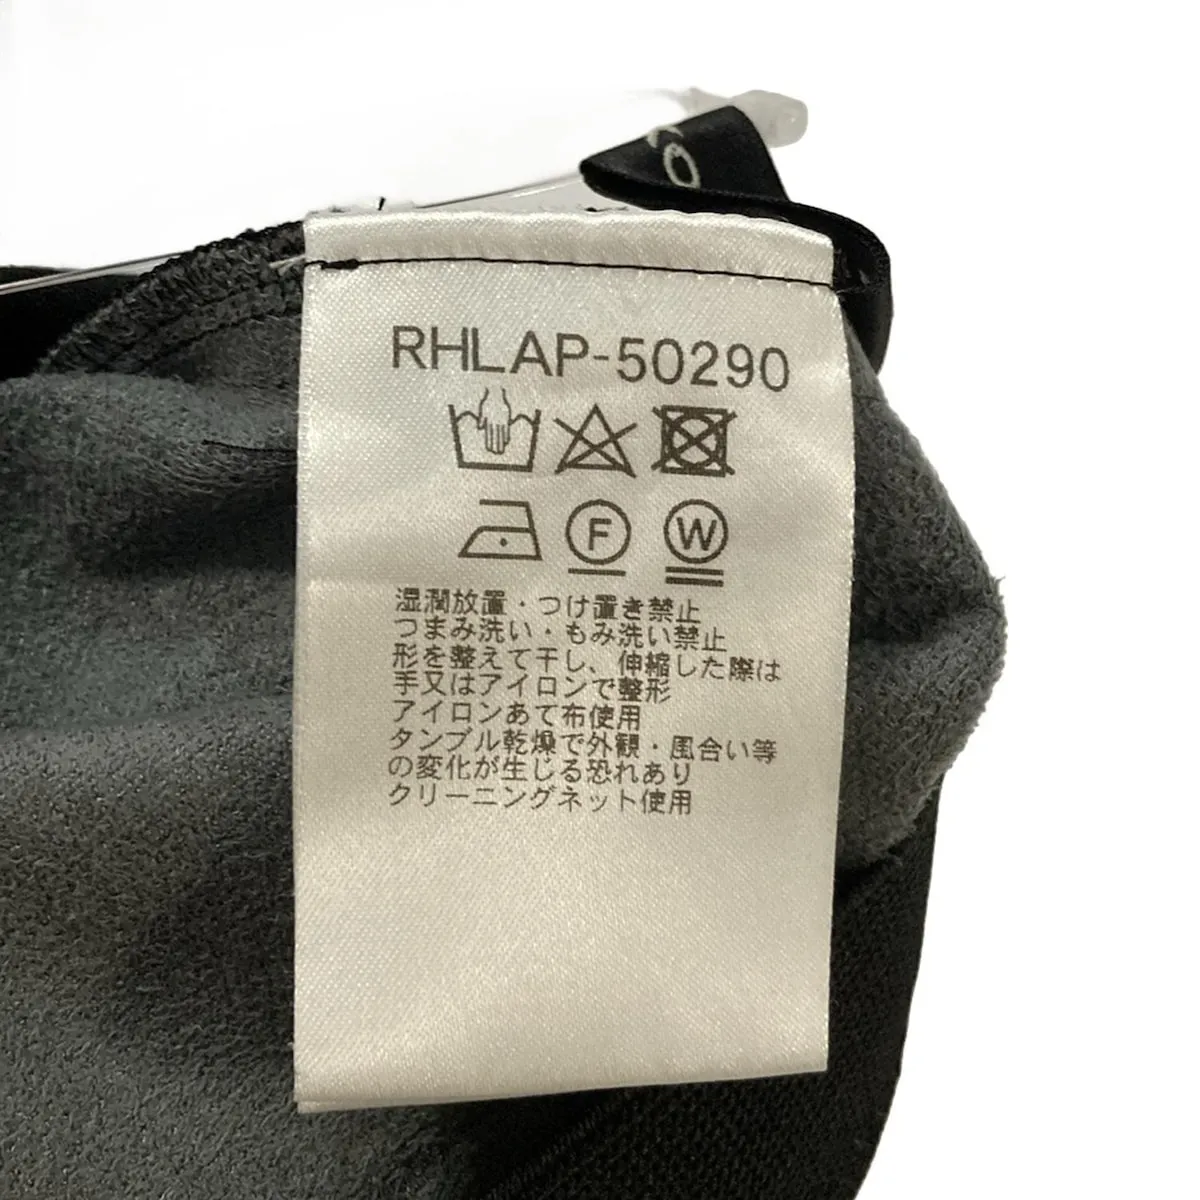 RHLAP-50290
F W
湿潤放置・つけ置き禁止
つまみ洗い・もみ洗い禁止
形を整えて干し、伸縮した際は
手又はアイロンで整形
アイロンあて布使用
タンブル乾燥で外観・風合い等
の変化が生じる恐れあり
クリーニングネット使用